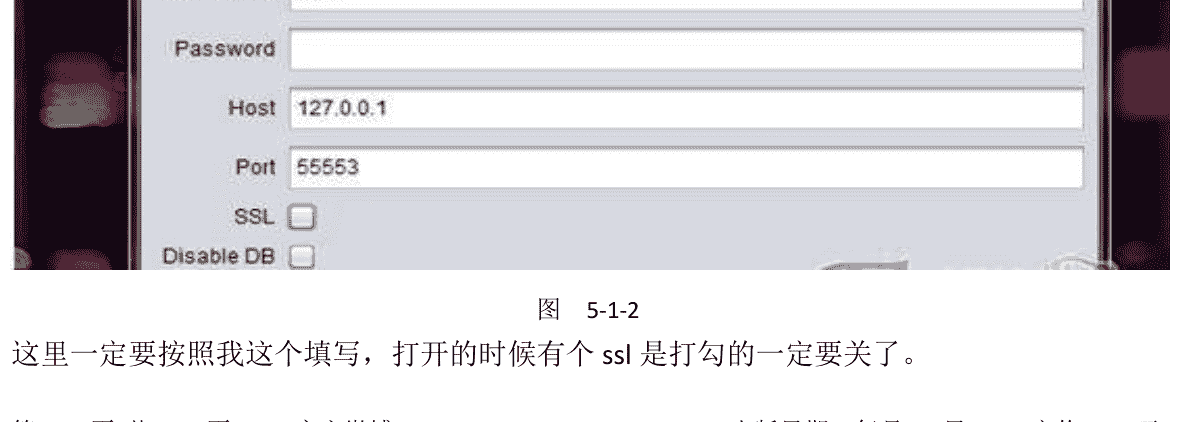 Password
Host 127.0.0.1
Port 55553
SSL
Disable DB
图 5-1-2
这里一定要按照我这个填写，打开的时候有个 ssl 是打勾的一定要关了。